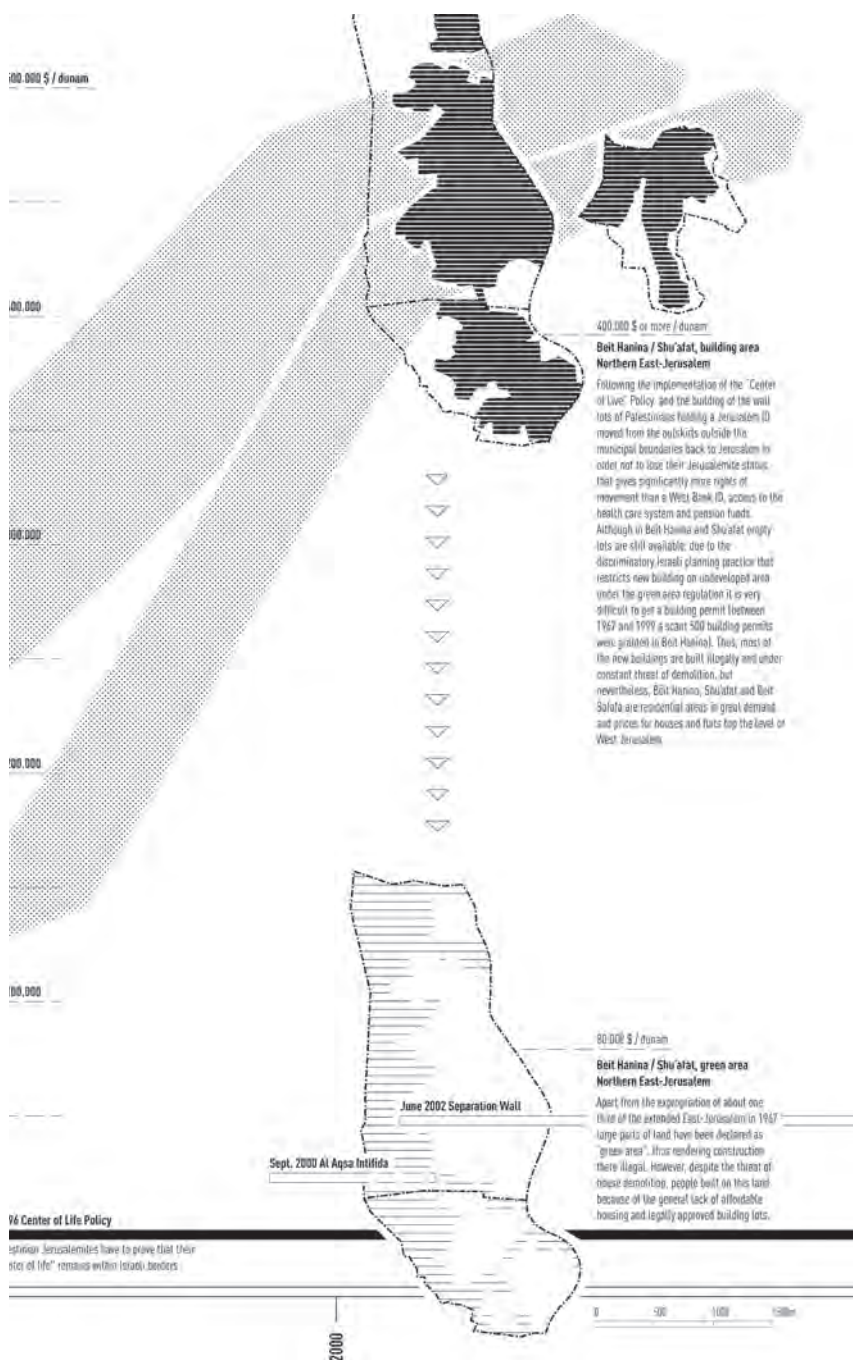 00.000 $ / dunam
00.000
00.000
00.000
00.000
400.000 $ or more / dunam
Beit Hanina / Shu'afat, building area
Northern East-Jerusalem
Following the implementation of the "Center
of Live" Policy and the building of the wall
lots of Palestinians holding a Jerusalem ID
moved from the outskirts outside the
municipal boundaries back to Jerusalem in
order not to lose their Jerusalemite status
that gives significantly more rights of
movement than a West Bank ID, access to the
health care system and pension funds.
Although in Beit Hanina and Shu'afat empty
lots are still available, due to the
discriminatory Israeli planning practice that
restricts new building on undeveloped area
under the green area regulation it is very
difficult to get a building permit (between
1967 and 1999 a scant 500 building permits
were granted in Beit Hanina). Thus, most of
the new buildings are built illegally and under
constant threat of demolition, but
nevertheless, Beit Hanina, Shu'afat and Beit
Safafa are residential areas in great demand
and prices for houses and flats top the level of
West Jerusalem
80.000 $ / dunam
Beit Hanina / Shu'afat, green area
Northern East-Jerusalem
Apart from the expropriation of about one
third of the extended East-Jerusalem in 1967
large parts of land have been declared as
"green area", thus rendering construction
there illegal. However, despite the threat of
house demolition, people built on this land
because of the general lack of affordable
housing and legally approved building lots.
June 2002 Separation Wall
Sept. 2000 Al Aqsa Intifida
96 Center of Life Policy
estinian Jerusalemites have to prove that their
nter of life" remains within Israeli borders
0 500 1000 1500m
2000